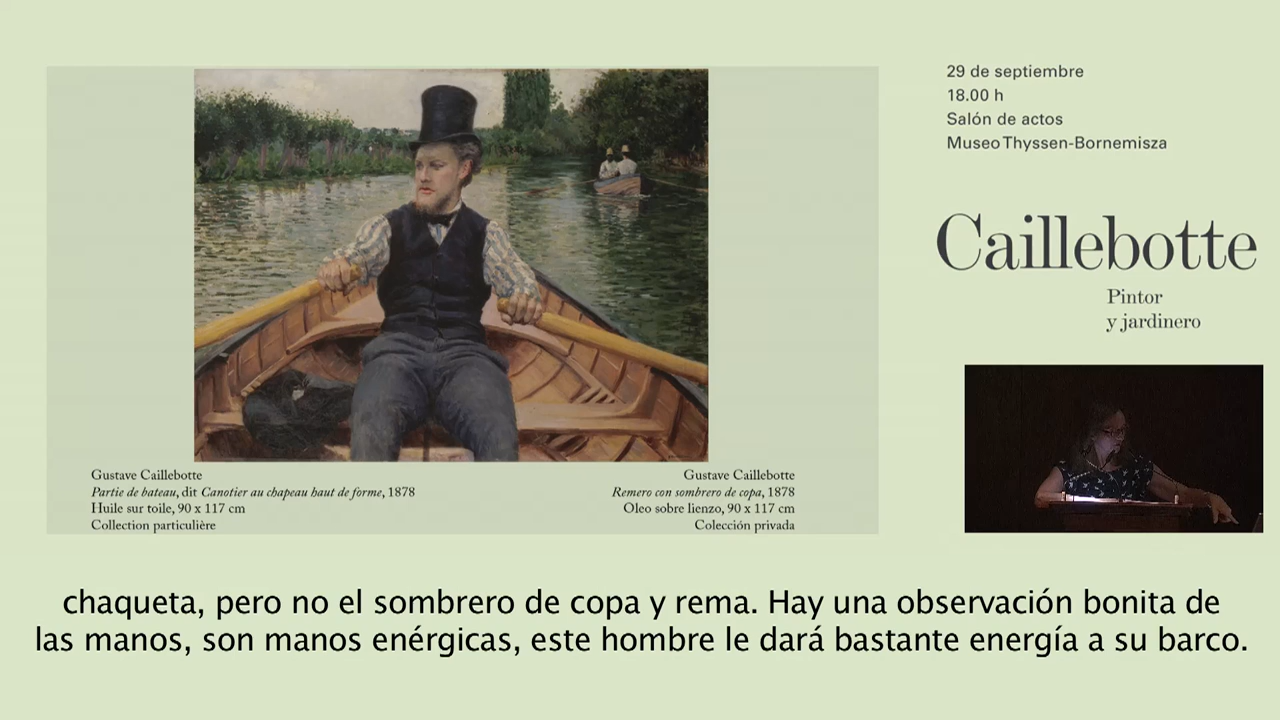 29 de septiembre
18.00 h
Salón de actos
Museo Thyssen-Bornemisza
Caillebotte
Pintor
y jardinero
Gustave Caillebotte
Partie de bateau, dit Canotier au chapeau haut de forme, 1878
Huile sur toile, 90 x 117 cm
Collection particulière
Gustave Caillebotte
Remero con sombrero de copa, 1878
Oleo sobre lienzo, 90 x 117 cm
Colección privada
chaqueta, pero no el sombrero de copa y rema. Hay una observación bonita de
las manos, son manos enérgicas, este hombre le dará bastante energía a su barco.